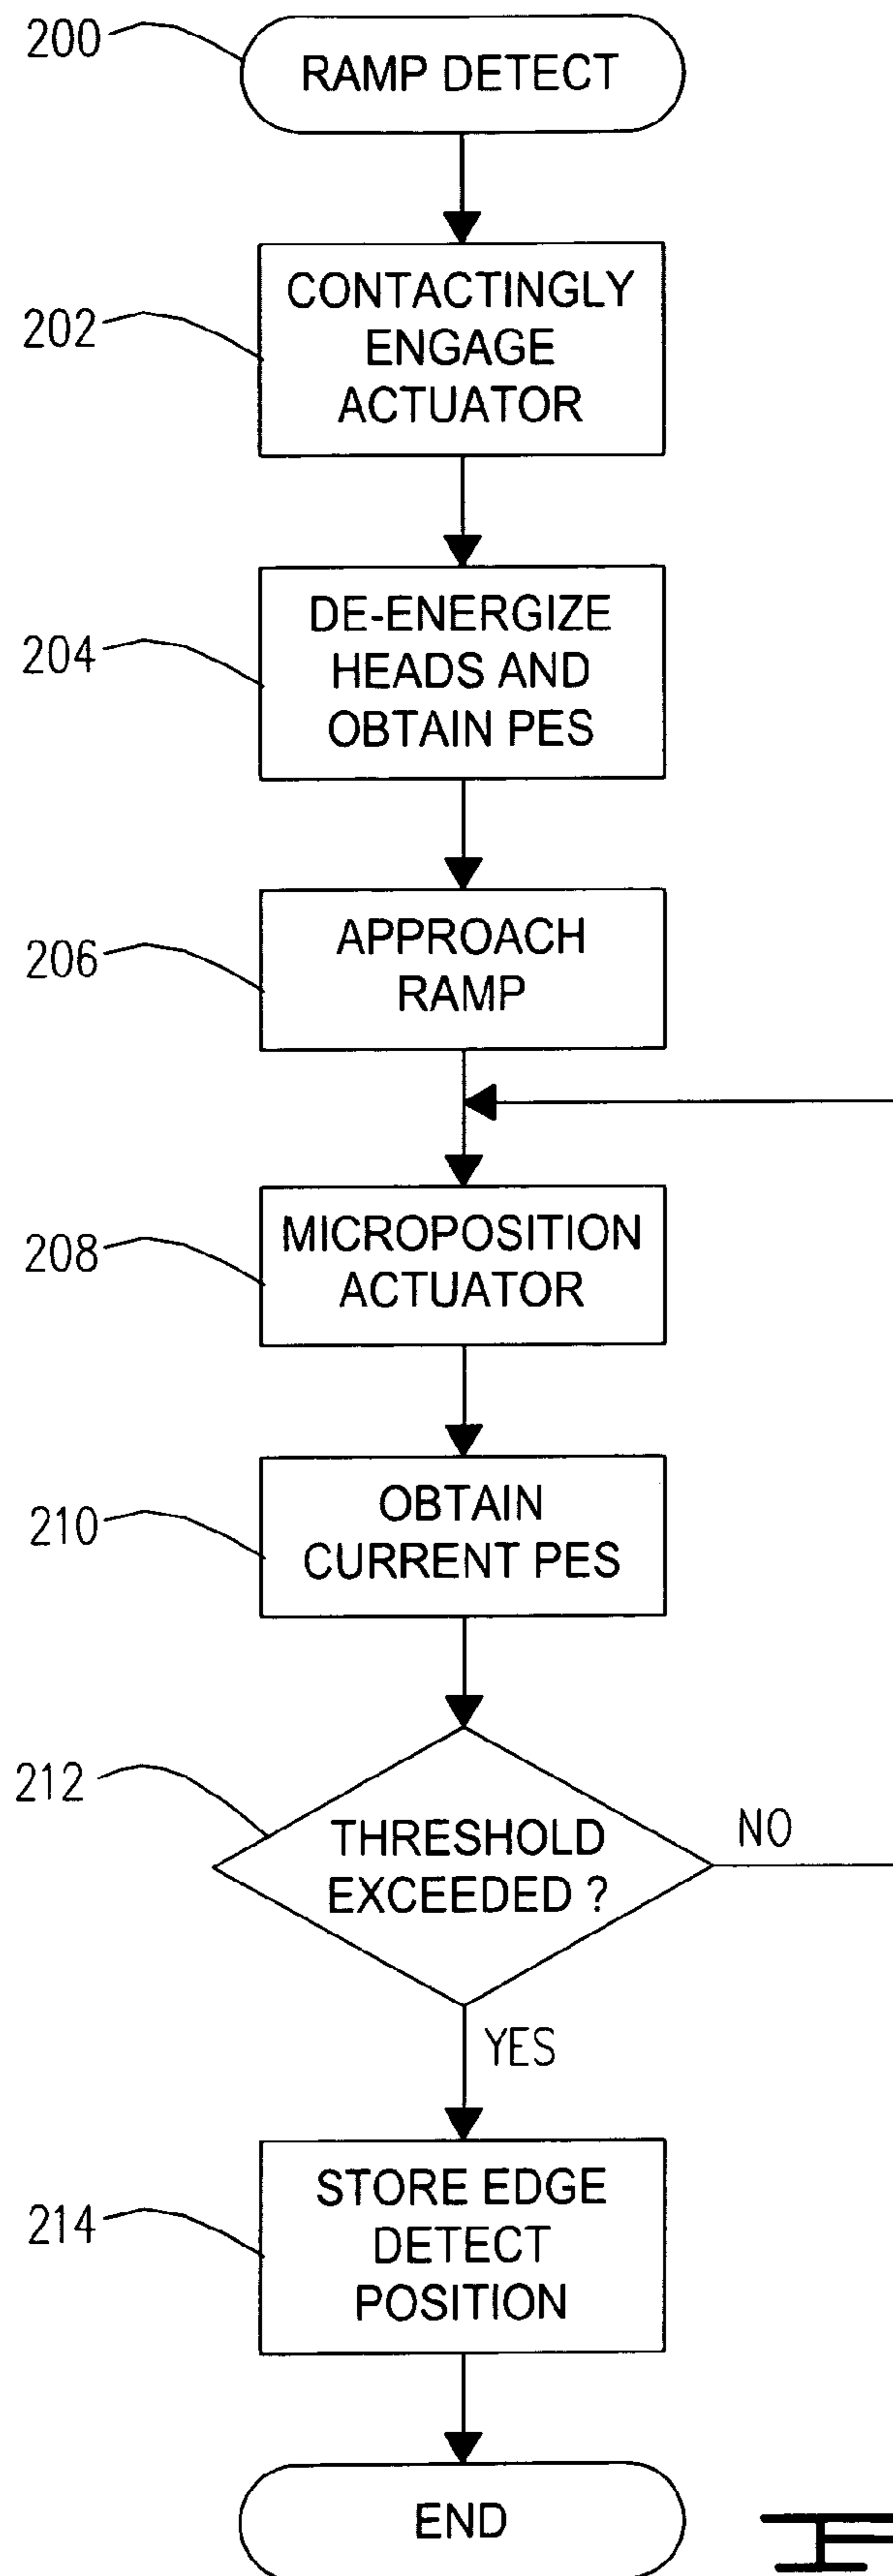 200
RAMP DETECT
202
CONTACTINGLY
ENGAGE
ACTUATOR
204
DE-ENERGIZE
HEADS AND
OBTAIN PES
206
APPROACH
RAMP
208
MICROPOSITION
ACTUATOR
210
OBTAIN
CURRENT PES
212
THRESHOLD
EXCEEDED ?
NO
YES
214
STORE EDGE
DETECT
POSITION
END